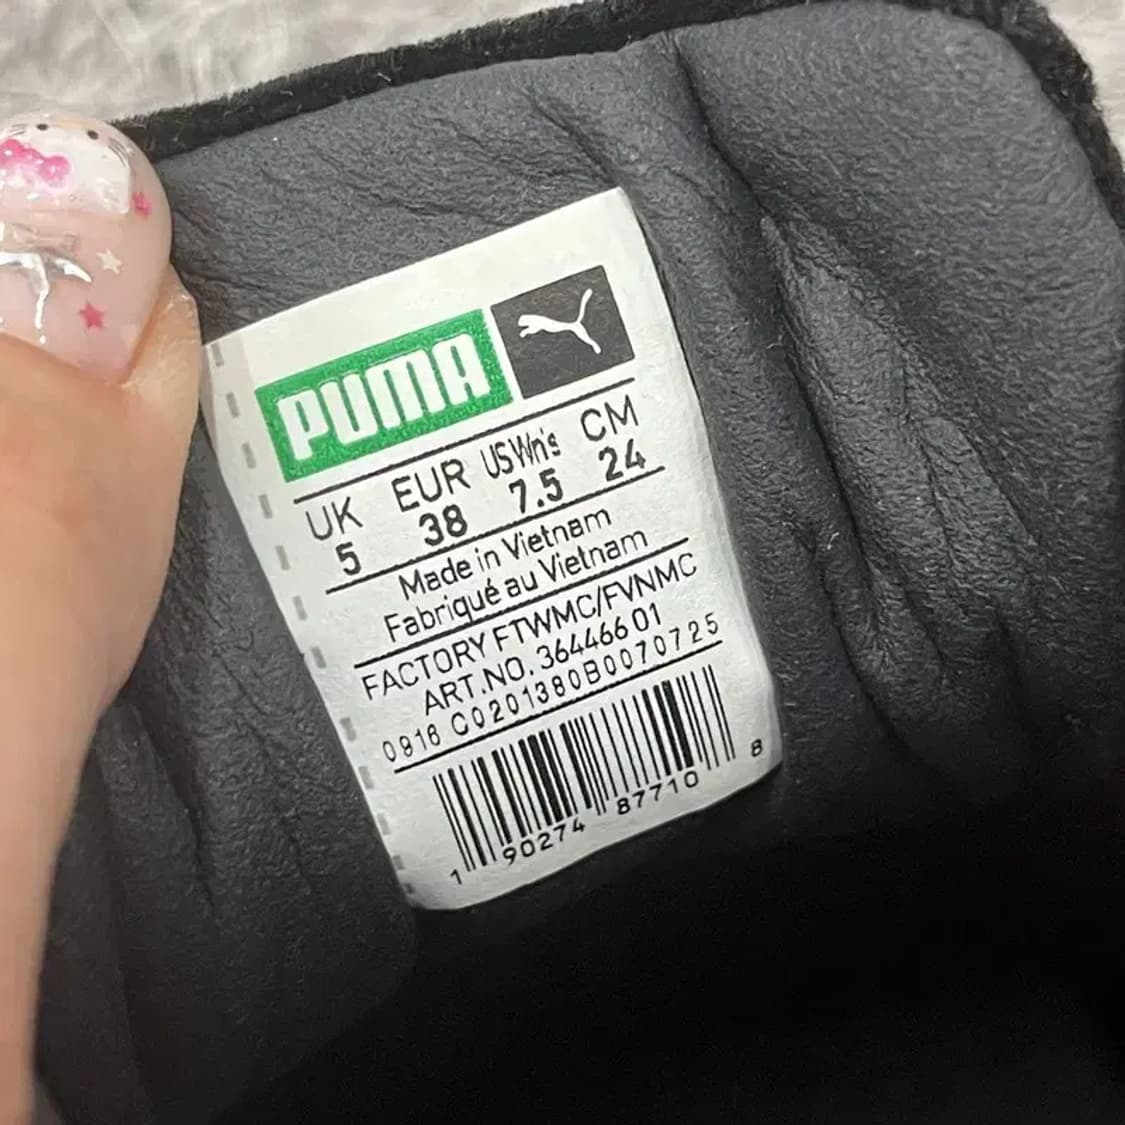 PUMA
UK EUR US Wn's CM
5 38 7.5 24
Made in Vietnam
Fabriqué au Vietnam
FACTORY FTWMC/FVNMC
ART.NO. 364466 01
0916 C0201380B0070725
1 90274 87710 8